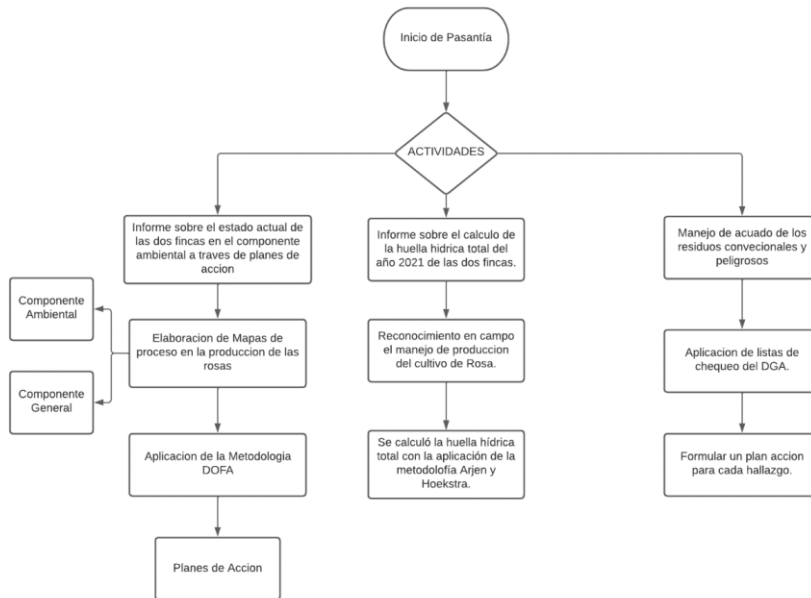 Inicio de Pasantía
ACTIVIDADES
Informe sobre el estado actual de
las dos fincas en el componente
ambiental a traves de planes de
accion
Componente
Ambiental
Componente
General
Elaboracion de Mapas de
proceso en la produccion de las
rosas
Aplicacion de la Metodologia
DOFA
Planes de Accion
Informe sobre el calculo de
la huella hidrica total del
año 2021 de las dos fincas.
Reconocimiento en campo
el manejo de produccion
del cultivo de Rosa.
Se calculó la huella hídrica
total con la aplicación de la
metodolofía Arjen y
Hoekstra.
Manejo de acuado de los
residuos convecionales y
peligrosos
Aplicacion de listas de
chequeo del DGA.
Formular un plan accion
para cada hallazgo.